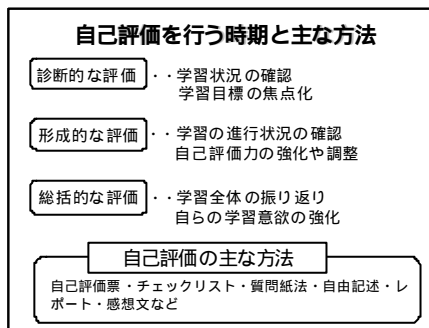 自己評価を行う時期と主な方法
診断的な評価 ・・学習状況の確認
学習目標の焦点化
形成的な評価 ・・学習の進行状況の確認
自己評価力の強化や調整
総括的な評価 ・・学習全体の振り返り
自らの学習意欲の強化
自己評価の主な方法
自己評価票・チェックリスト・質問紙法・自由記述・レ
ポート・感想文など